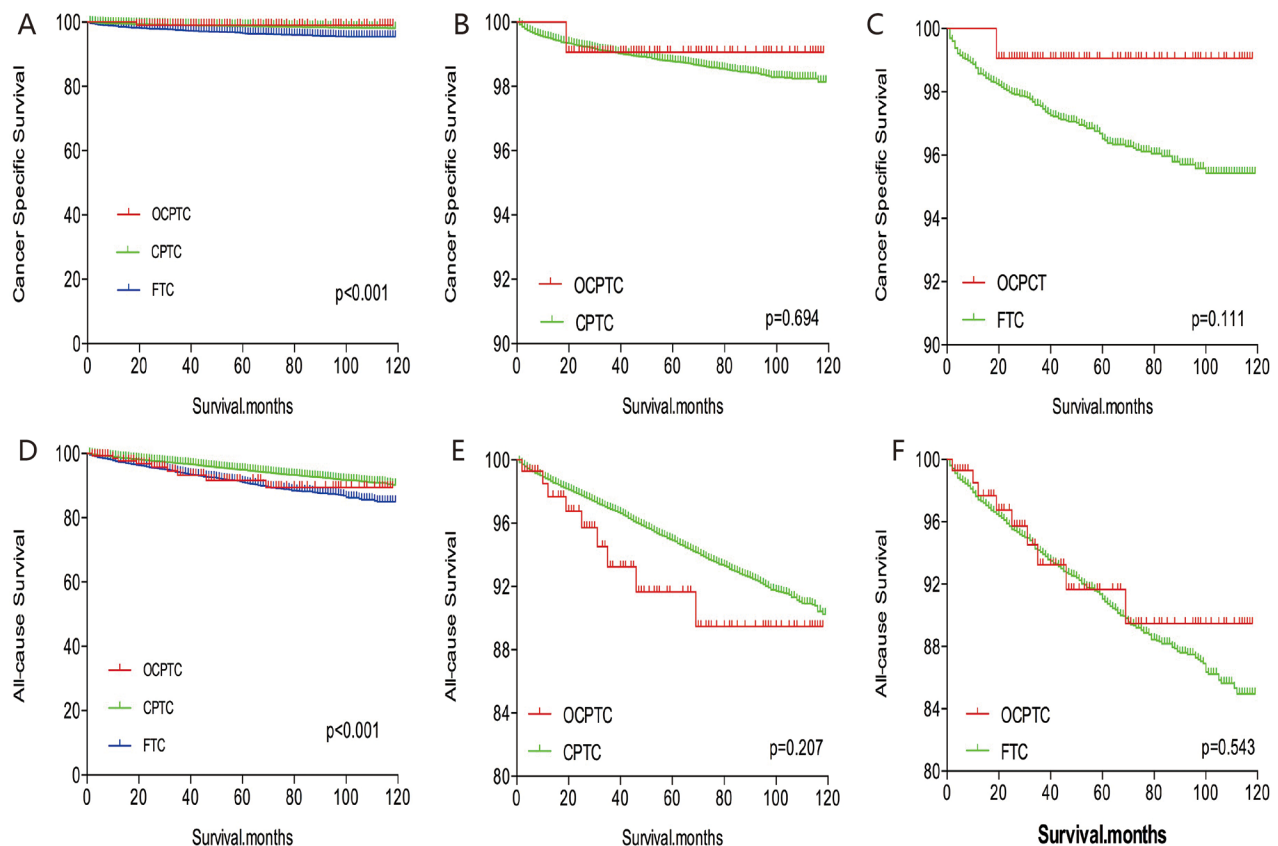 A
Cancer Specific Survival
100
80
60
40
20
0
OCPTC
CPTC
FTC
p<0.001
0 20 40 60 80 100 120
Survival.months
B
Cancer Specific Survival
100
98
96
94
92
90
OCPTC
CPTC
p=0.694
0 20 40 60 80 100 120
Survival.months
C
Cancer Specific Survival
100
98
96
94
92
90
OCPCT
FTC
p=0.111
0 20 40 60 80 100 120
Survival.months
D
All-cause Survival
100
80
60
40
20
0
OCPTC
CPTC
FTC
p<0.001
0 20 40 60 80 100 120
Survival.months
E
All-cause Survival
100
96
92
88
84
80
OCPTC
CPTC
p=0.207
0 20 40 60 80 100 120
Survival.months
F
All-cause Survival
100
96
92
88
84
80
OCPTC
FTC
p=0.543
0 20 40 60 80 100 120
Survival.months